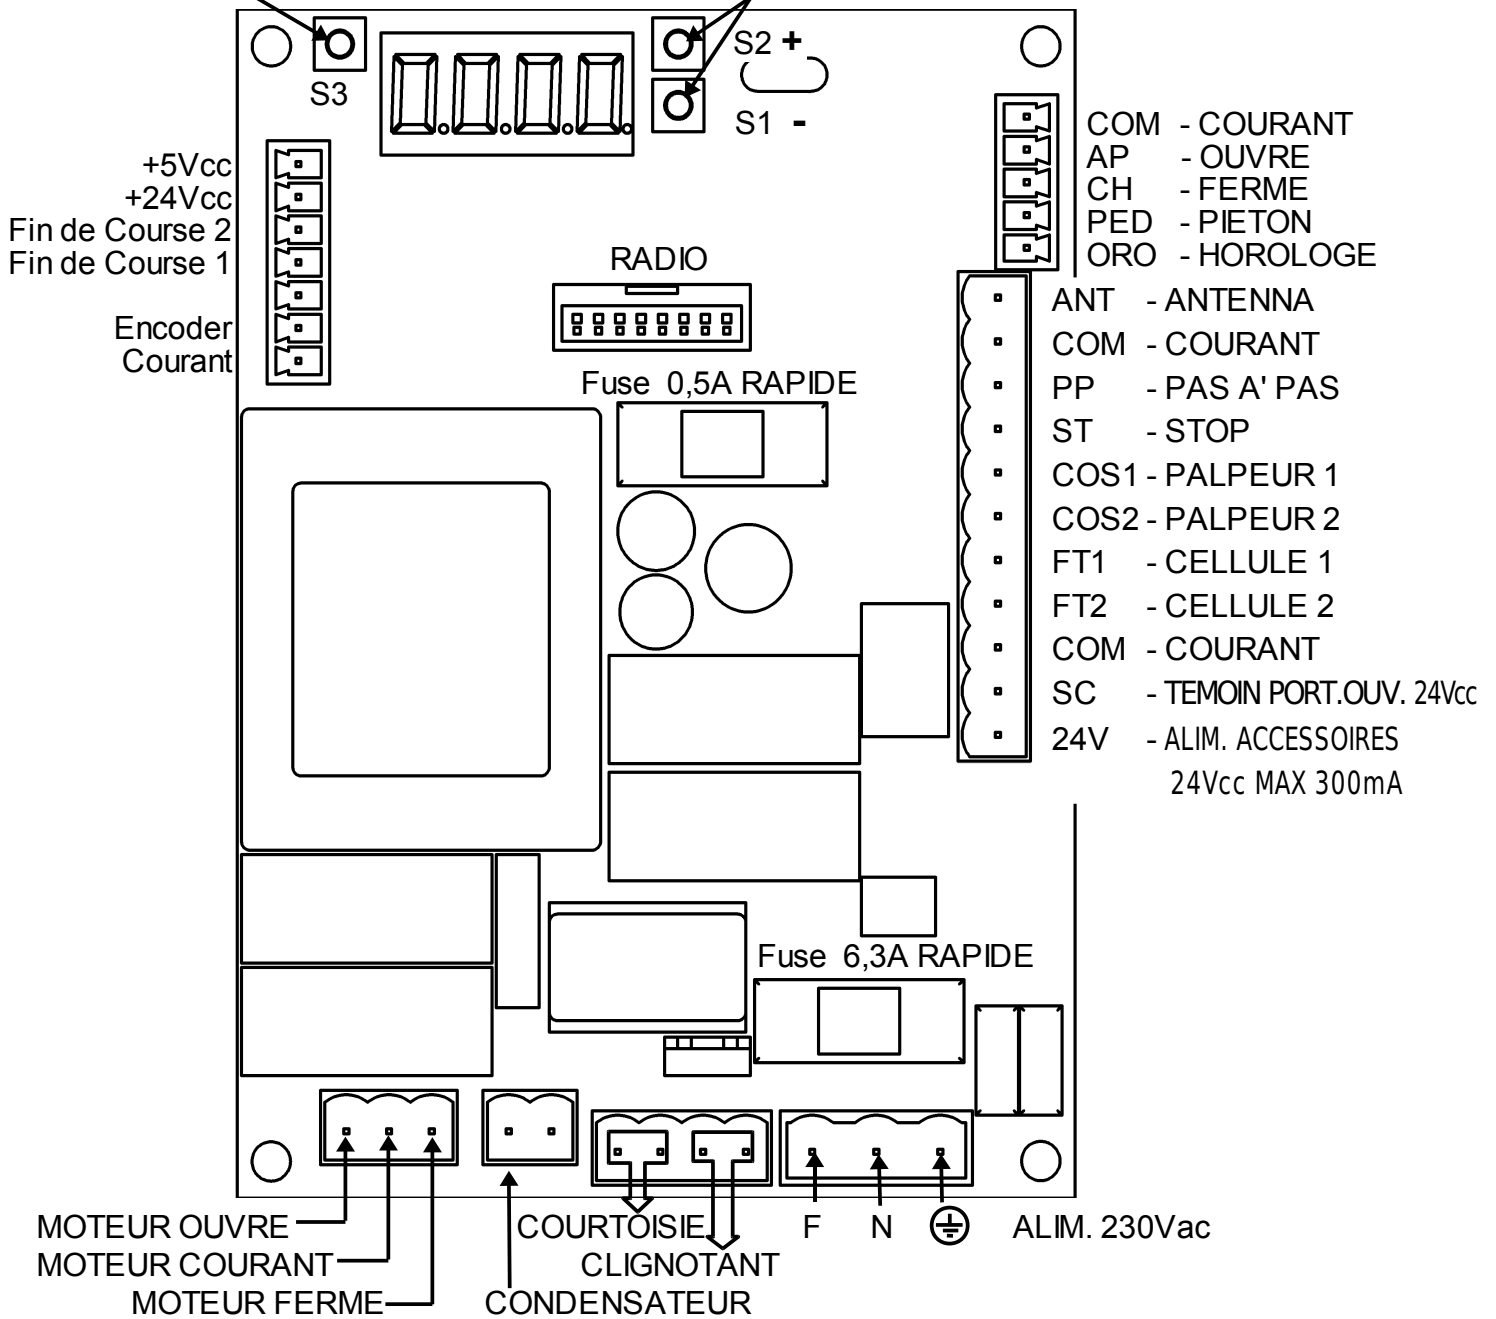 S3
S2 +
S1 -
+5Vcc
+24Vcc
Fin de Course 2
Fin de Course 1
Encoder
Courant
RADIO
Fuse 0,5A RAPIDE
COM - COURANT
AP - OUVRE
CH - FERME
PED - PIETON
ORO - HOROLOGE
ANT - ANTENNA
COM - COURANT
PP - PAS A' PAS
ST - STOP
COS1 - PALPEUR 1
COS2 - PALPEUR 2
FT1 - CELLULE 1
FT2 - CELLULE 2
COM - COURANT
SC - TEMOIN PORT.OUV. 24Vcc
24V - ALIM. ACCESSOIRES
24Vcc MAX 300mA
Fuse 6,3A RAPIDE
MOTEUR OUVRE
MOTEUR COURANT
MOTEUR FERME
CONDENSATEUR
COURTOISIE
CLIGNOTANT
F N ALIM. 230Vac